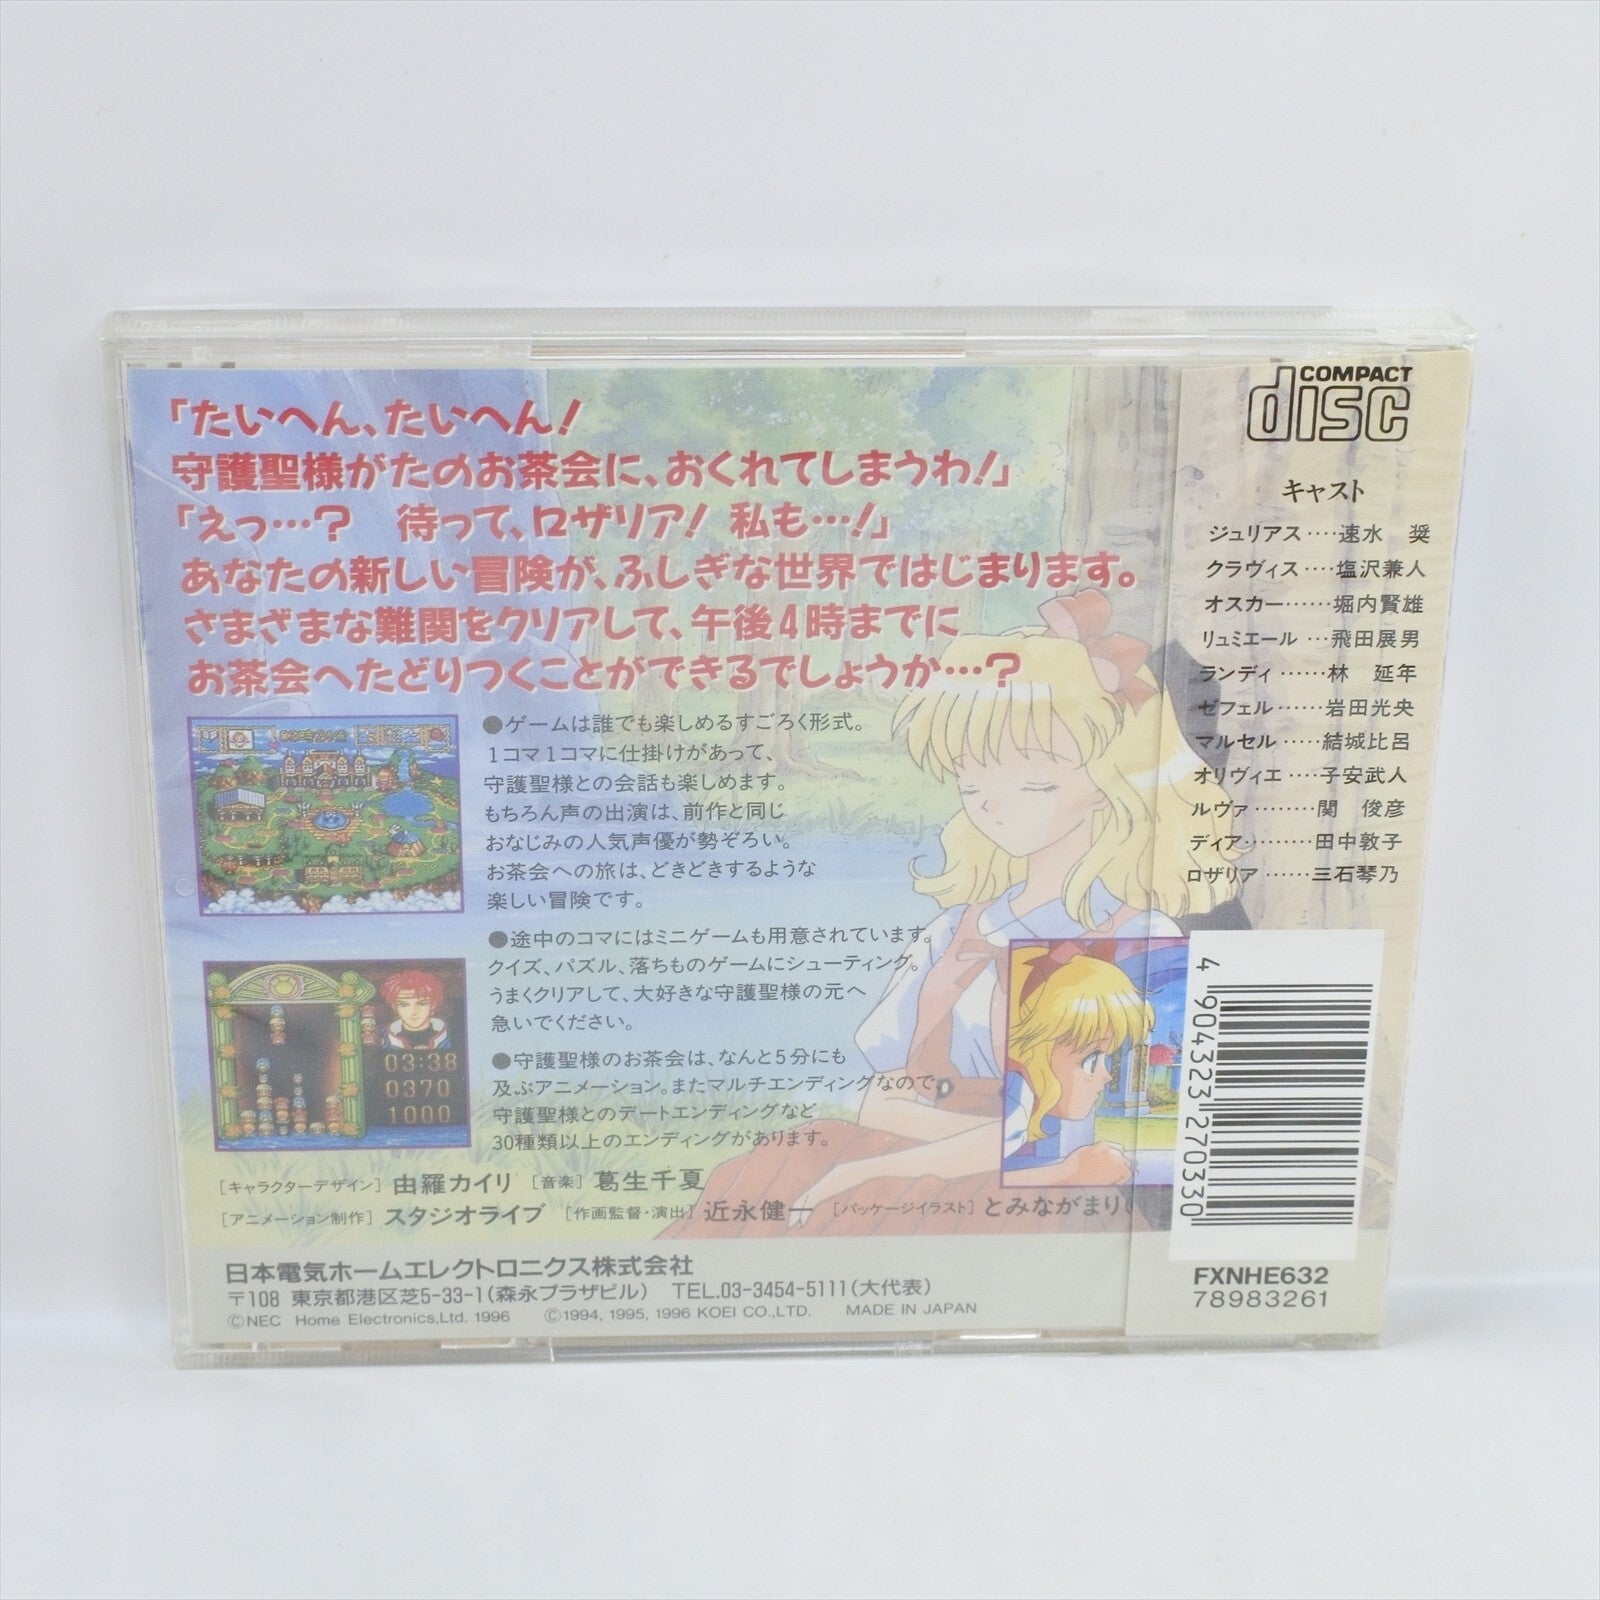 「たいへん、たいへん!
守護聖様がたのお茶会に、おくれてしまうわ!」
「えっ…? 待って、ロザリア! 私も…!」
あなたの新しい冒険が、ふしぎな世界ではじまります。
さまざまな難関をクリアして、午後4時までに
お茶会へたどりつくことができるでしょうか…?
●ゲームは誰でも楽しめるすごろく形式。
1コマ1コマに仕掛けがあって、
守護聖様との会話も楽しめます。
もちろん声の出演は、前作と同じ
おなじみの人気声優が勢ぞろい。
お茶会への旅は、どきどきするような
楽しい冒険です。
●途中のコマにはミニゲームも用意されています。
クイズ、パズル、落ちものゲームにシューティング。
うまくクリアして、大好きな守護聖様の元へ
急いでください。
03:38
0370
1000
●守護聖様のお茶会は、なんと5分にも
及ぶアニメーション。またマルチエンディングなので
守護聖様とのデートエンディングなど
30種類以上のエンディングがあります。
[キャラクターデザイン] 由羅カイリ [音楽] 葛生千夏
[アニメーション制作] スタジオライブ [作画監督・演出] 近永健一 [パッケージイラスト] とみながまり
日本電気ホームエレクトロニクス株式会社
〒108 東京都港区芝5-33-1(森永プラザビル) TEL.03-3454-5111(大代表)
©NEC Home Electronics,Ltd. 1996 ©1994, 1995, 1996 KOEI CO.,LTD. MADE IN JAPAN
COMPACT
disc
キャスト
ジュリアス‥‥速水 奨
クラヴィス‥‥塩沢兼人
オスカー‥‥‥堀内賢雄
リュミエール …飛田展男
ランディ‥‥‥林 延年
ゼフェル‥‥‥岩田光央
マルセル‥‥‥結城比呂
オリヴィエ‥‥子安武人
ルヴァ‥‥‥‥関 俊彦
ディア‥‥‥‥田中敦子
ロザリア‥‥‥三石琴乃
4 904323 270330
FXNHE632
78983261